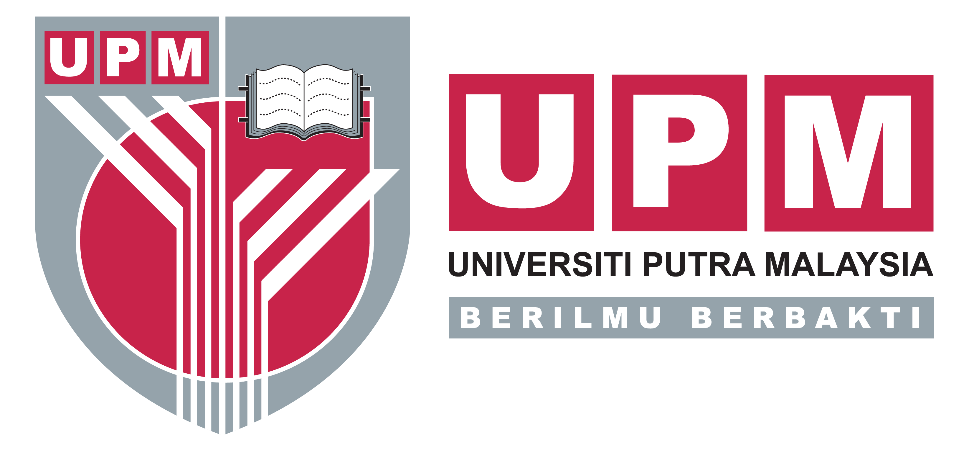 UPM
UPM
UNIVERSITI PUTRA MALAYSIA
BERILMU BERBAKTI